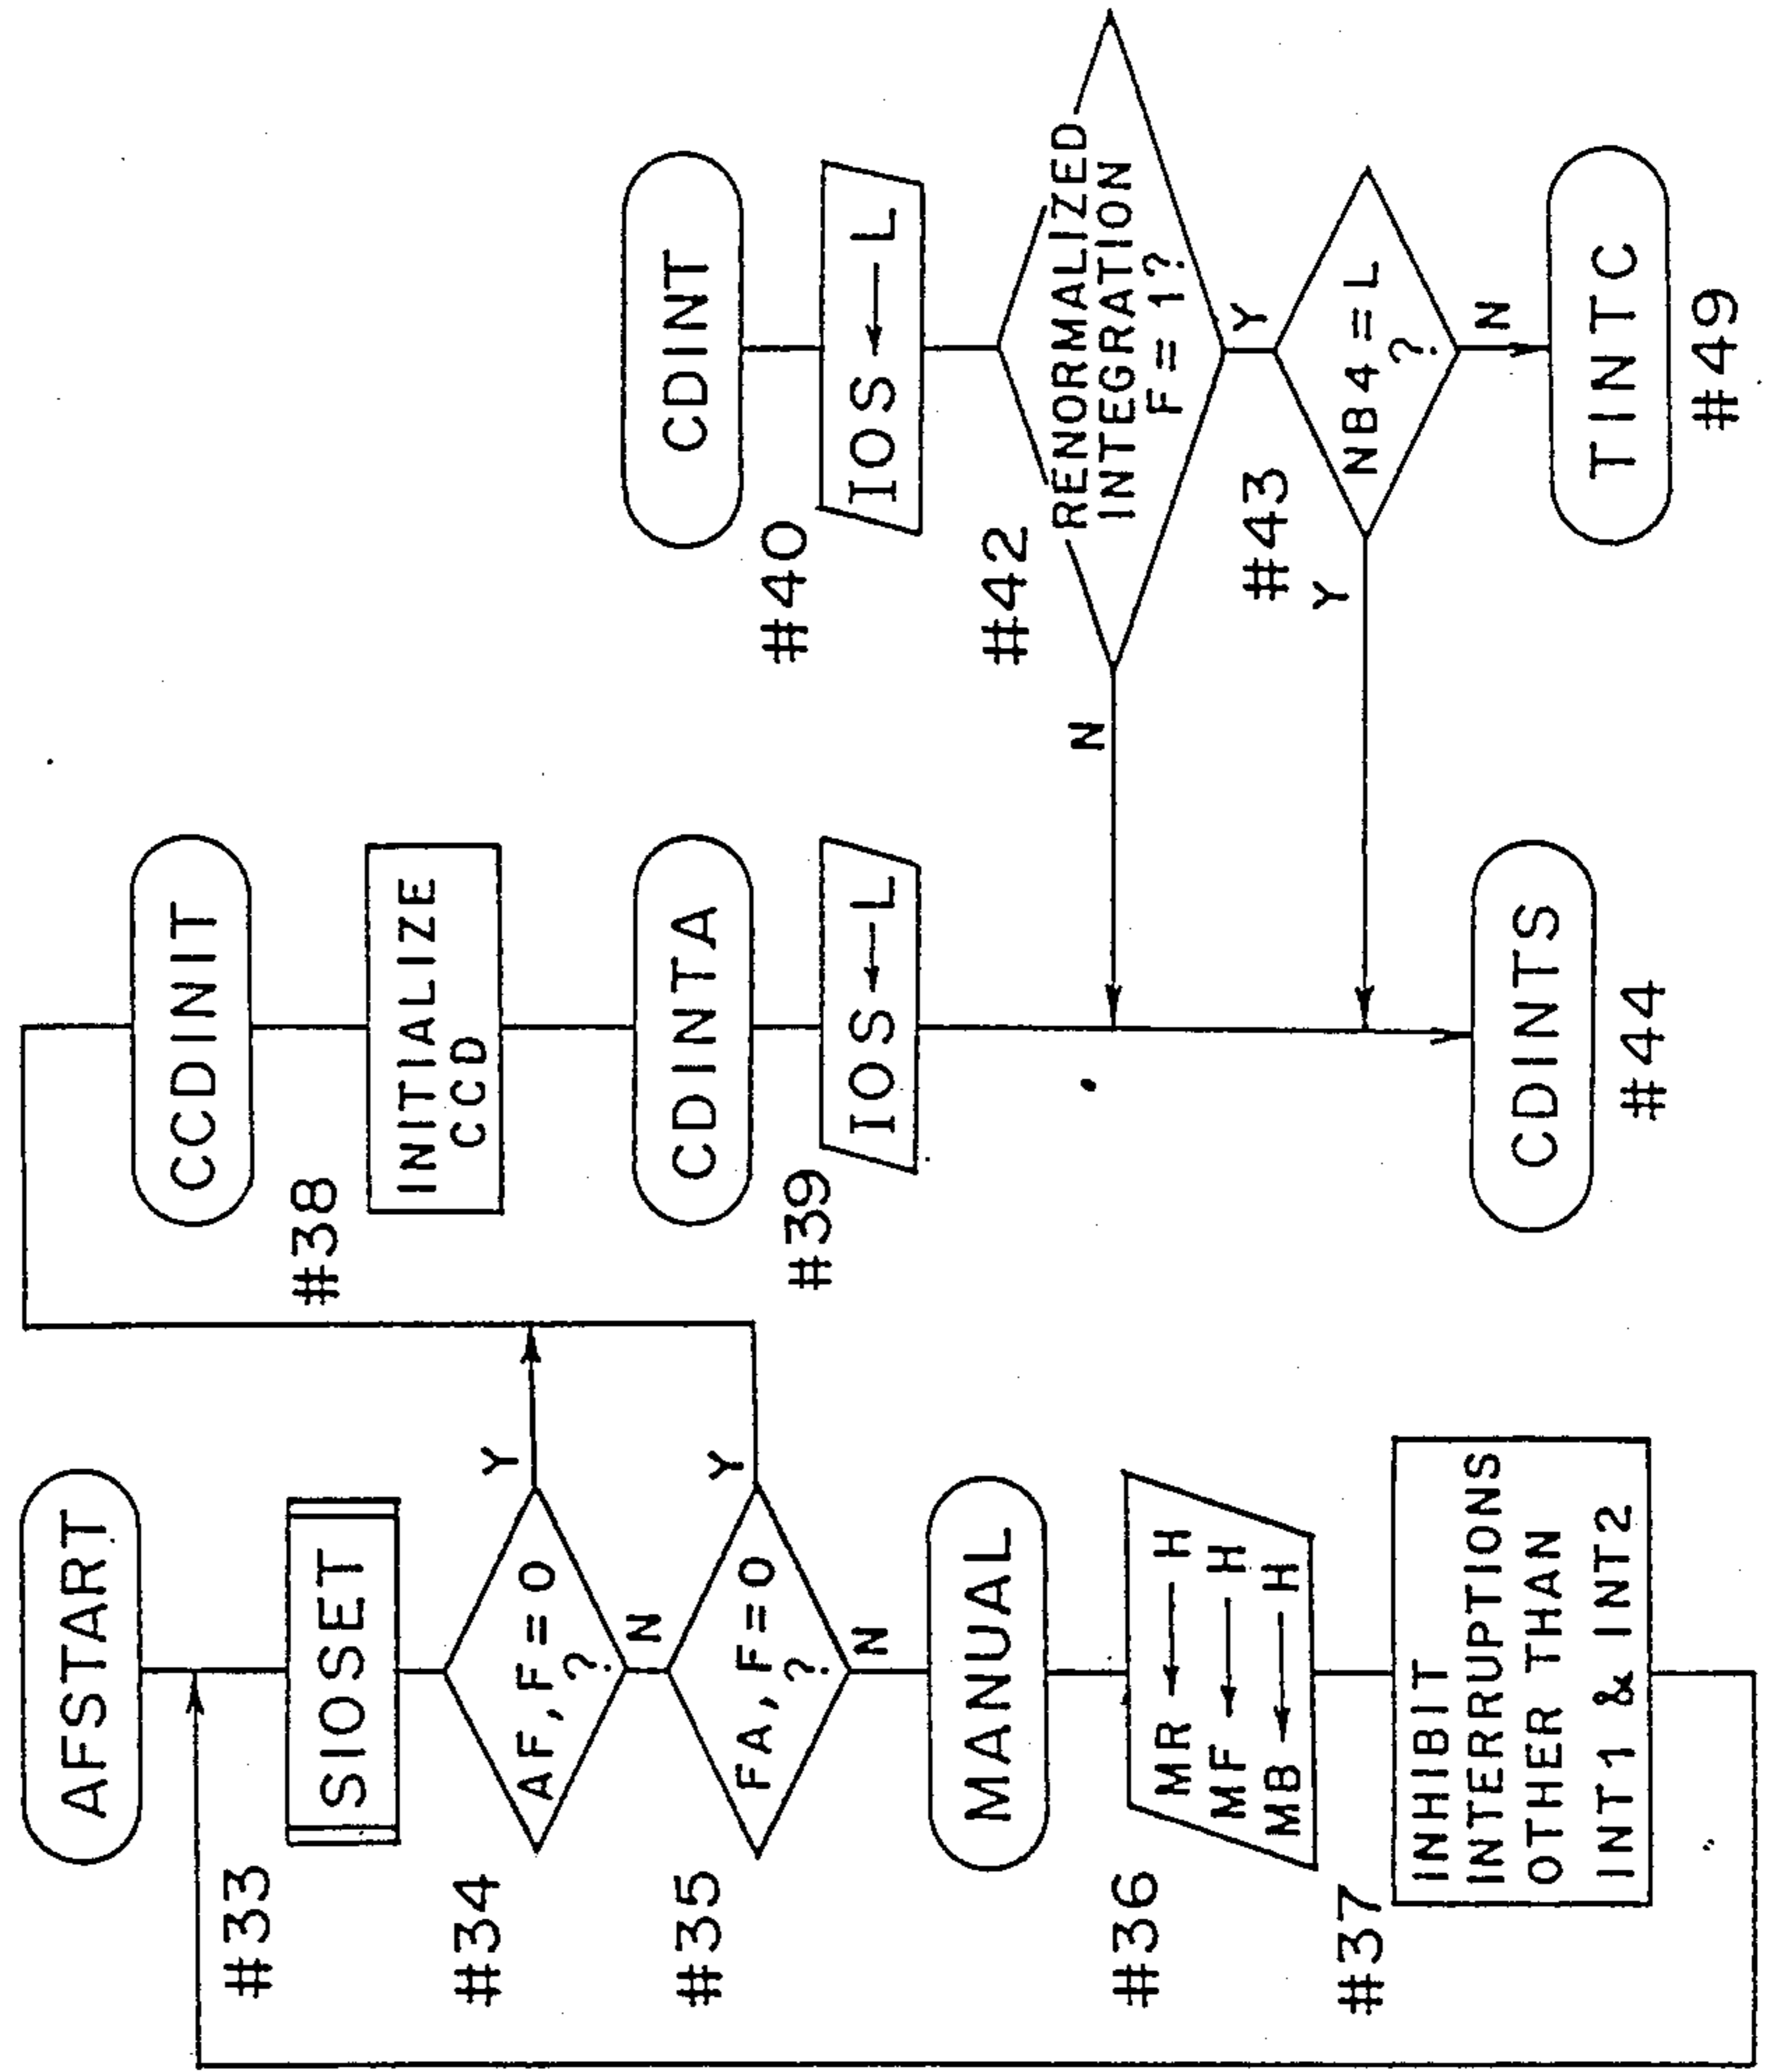 AFSTART
#33
SIOSET
#34
AF, F=0
?
Y
N
#35
FA, F=0
?
Y
N
MANUAL
#36
MR ← H
MF ← H
MB ← H
#37
INHIBIT
INTERRUPTIONS
OTHER THAN
INT1 & INT2
CCDINIT
#38
INITIALIZE
CCD
CDINTA
#39
IOS ← L
CDINTS
#44
CDINT
#40
IOS ← L
#42
RENORMALIZED
INTEGRATION
F = 1?
N
Y
#43
NB4 = L
?
Y
N
TINTC
#49